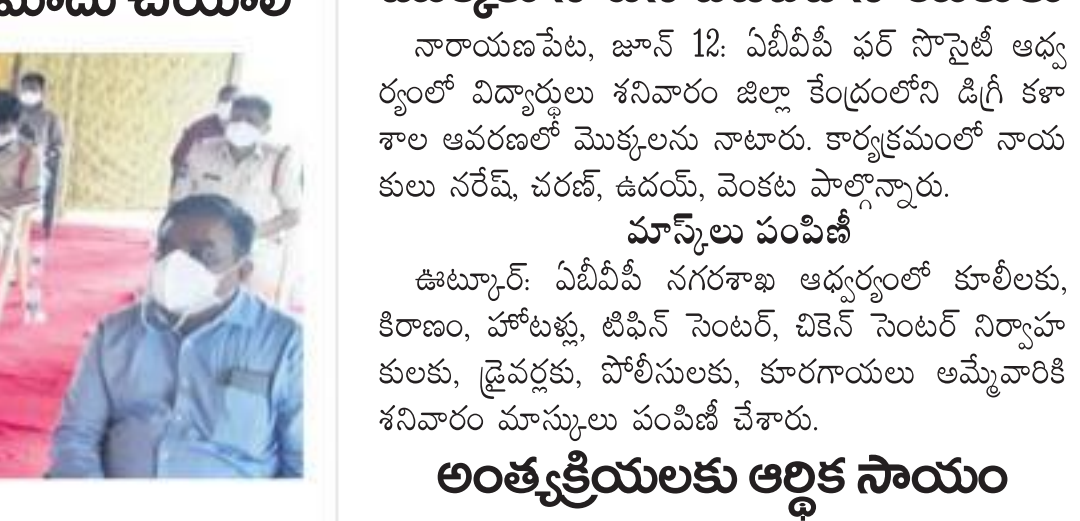 నారాయణపేట, జూన్ 12: ఏబీవీపీ ఫర్ సొసైటీ ఆధ్వ
ర్యంలో విద్యార్థులు శనివారం జిల్లా కేంద్రంలోని డిగ్రీ కళా
శాల ఆవరణలో మొక్కలను నాటారు. కార్యక్రమంలో నాయ
కులు నరేష్, చరణ్, ఉదయ్, వెంకట పాల్గొన్నారు.
మాస్క్‌లు పంపిణీ
ఊట్కూర్: ఏబీవీపీ నగరశాఖ ఆధ్వర్యంలో కూలీలకు,
కిరాణం, హోటళ్లు, టిఫిన్ సెంటర్, చికెన్ సెంటర్ నిర్వాహ
కులకు, డ్రైవర్లకు, పోలీసులకు, కూరగాయలు అమ్మేవారికి
శనివారం మాస్కులు పంపిణీ చేశారు.
అంత్యక్రియలకు ఆర్థిక సాయం